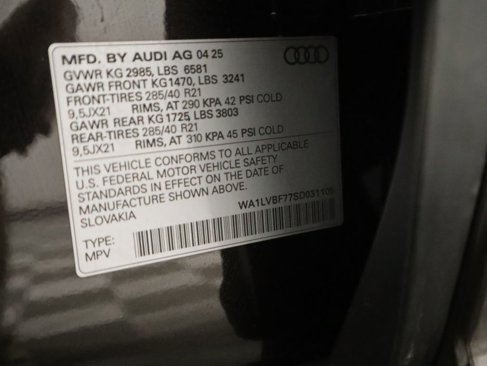 MFD. BY AUDI AG 04 25
GVWR KG 2985, LBS 6581
GAWR FRONT KG 1470, LBS 3241
FRONT-TIRES 285/40 R21
9,5JX21 RIMS, AT 290 KPA 42 PSI COLD
GAWR REAR KG 1725, LBS 3803
REAR-TIRES 285/40 R21
9,5JX21 RIMS, AT 310 KPA 45 PSI COLD
THIS VEHICLE CONFORMS TO ALL APPLICABLE
U.S. FEDERAL MOTOR VEHICLE SAFETY
STANDARDS IN EFFECT ON THE DATE OF
MANUFACTURE SHOWN ABOVE.
SLOVAKIA
WA1LVBF77SD031105
TYPE:
MPV